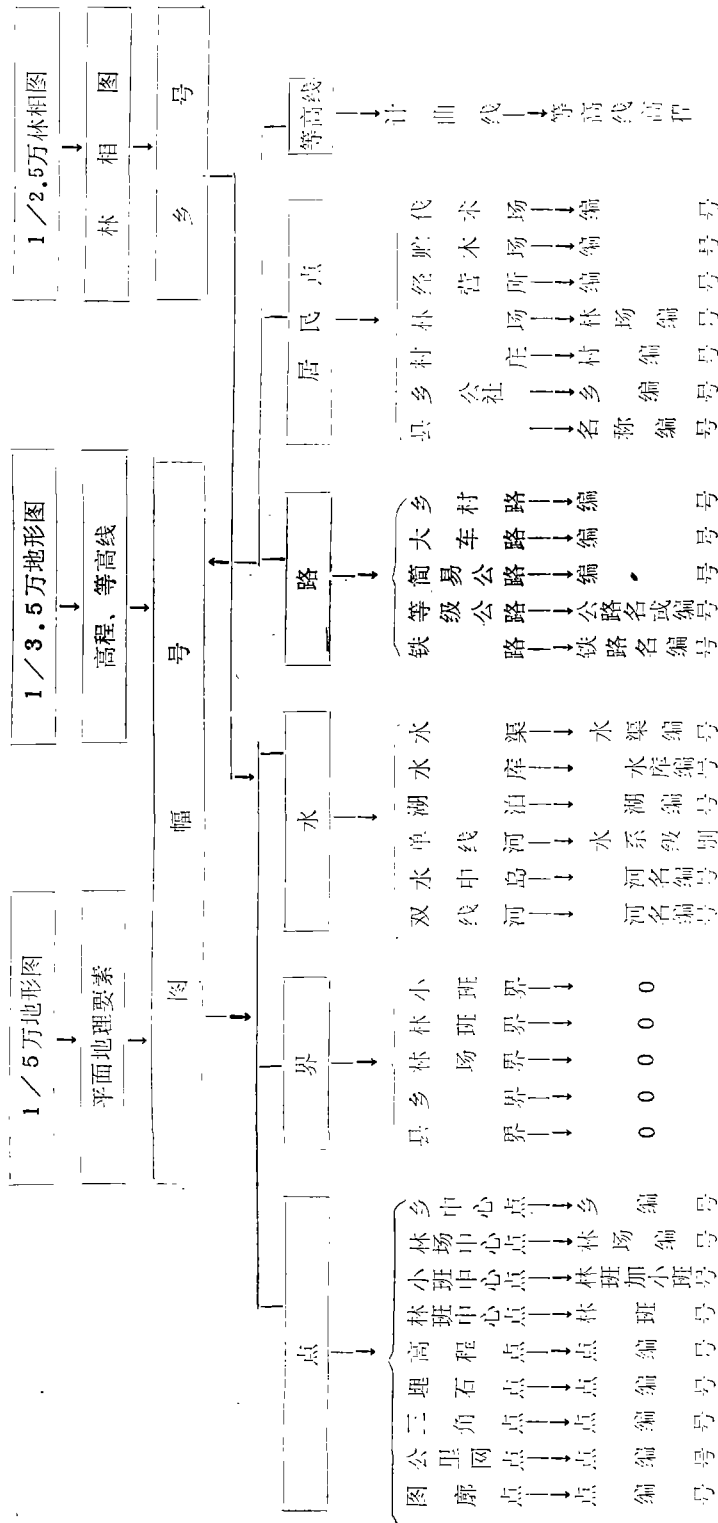 1／5万地形图
平面地理要素
1／3.5万地形图
高程、等高线
图幅号
1／2.5万林相图
林相图
乡号
点
图廓点→点编号
公里网点→点编号
三角点→点编号
埋石点→点编号
高程点→点编号
林班中心点→林班号
小班中心点→林班加小班号
林场中心点→林场编号
乡中心点→乡编号
界
县界→0
乡界→0
林场界→0
林班界→0
小班界→0
水
双线河→河名编号
水中岛→河名编号
单线河→水系级别
湖泊→湖编号
水库→水库编号
水渠→水渠编号
路
铁路→铁路名编号
等级公路→公路名或编号
简易公路→编号
大车路→编号
乡村路→编号
居民点
县→名称编号
乡公社→乡编号
村庄→村编号
林场→林场编号
经营所→编号
贮木场→编号
伐木场→编号
等高线
计曲线→等高线高程